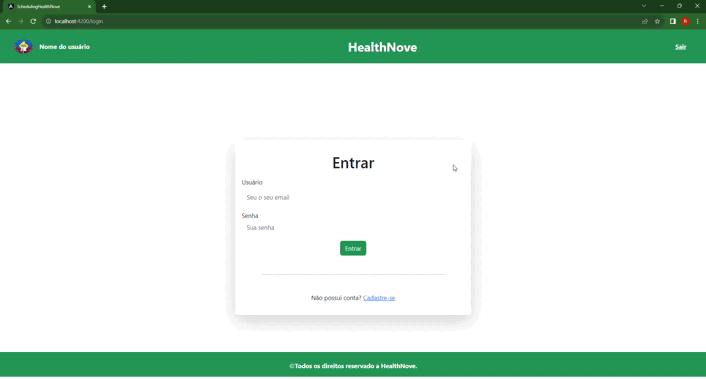 SchedulingHealthNove
localhost:4200/login
Nome do usuário
HealthNove
Sair
Entrar
Usuário
Seu o seu email
Senha
Sua senha
Entrar
Não possui conta? Cadastre-se
©Todos os direitos reservado a HealthNove.